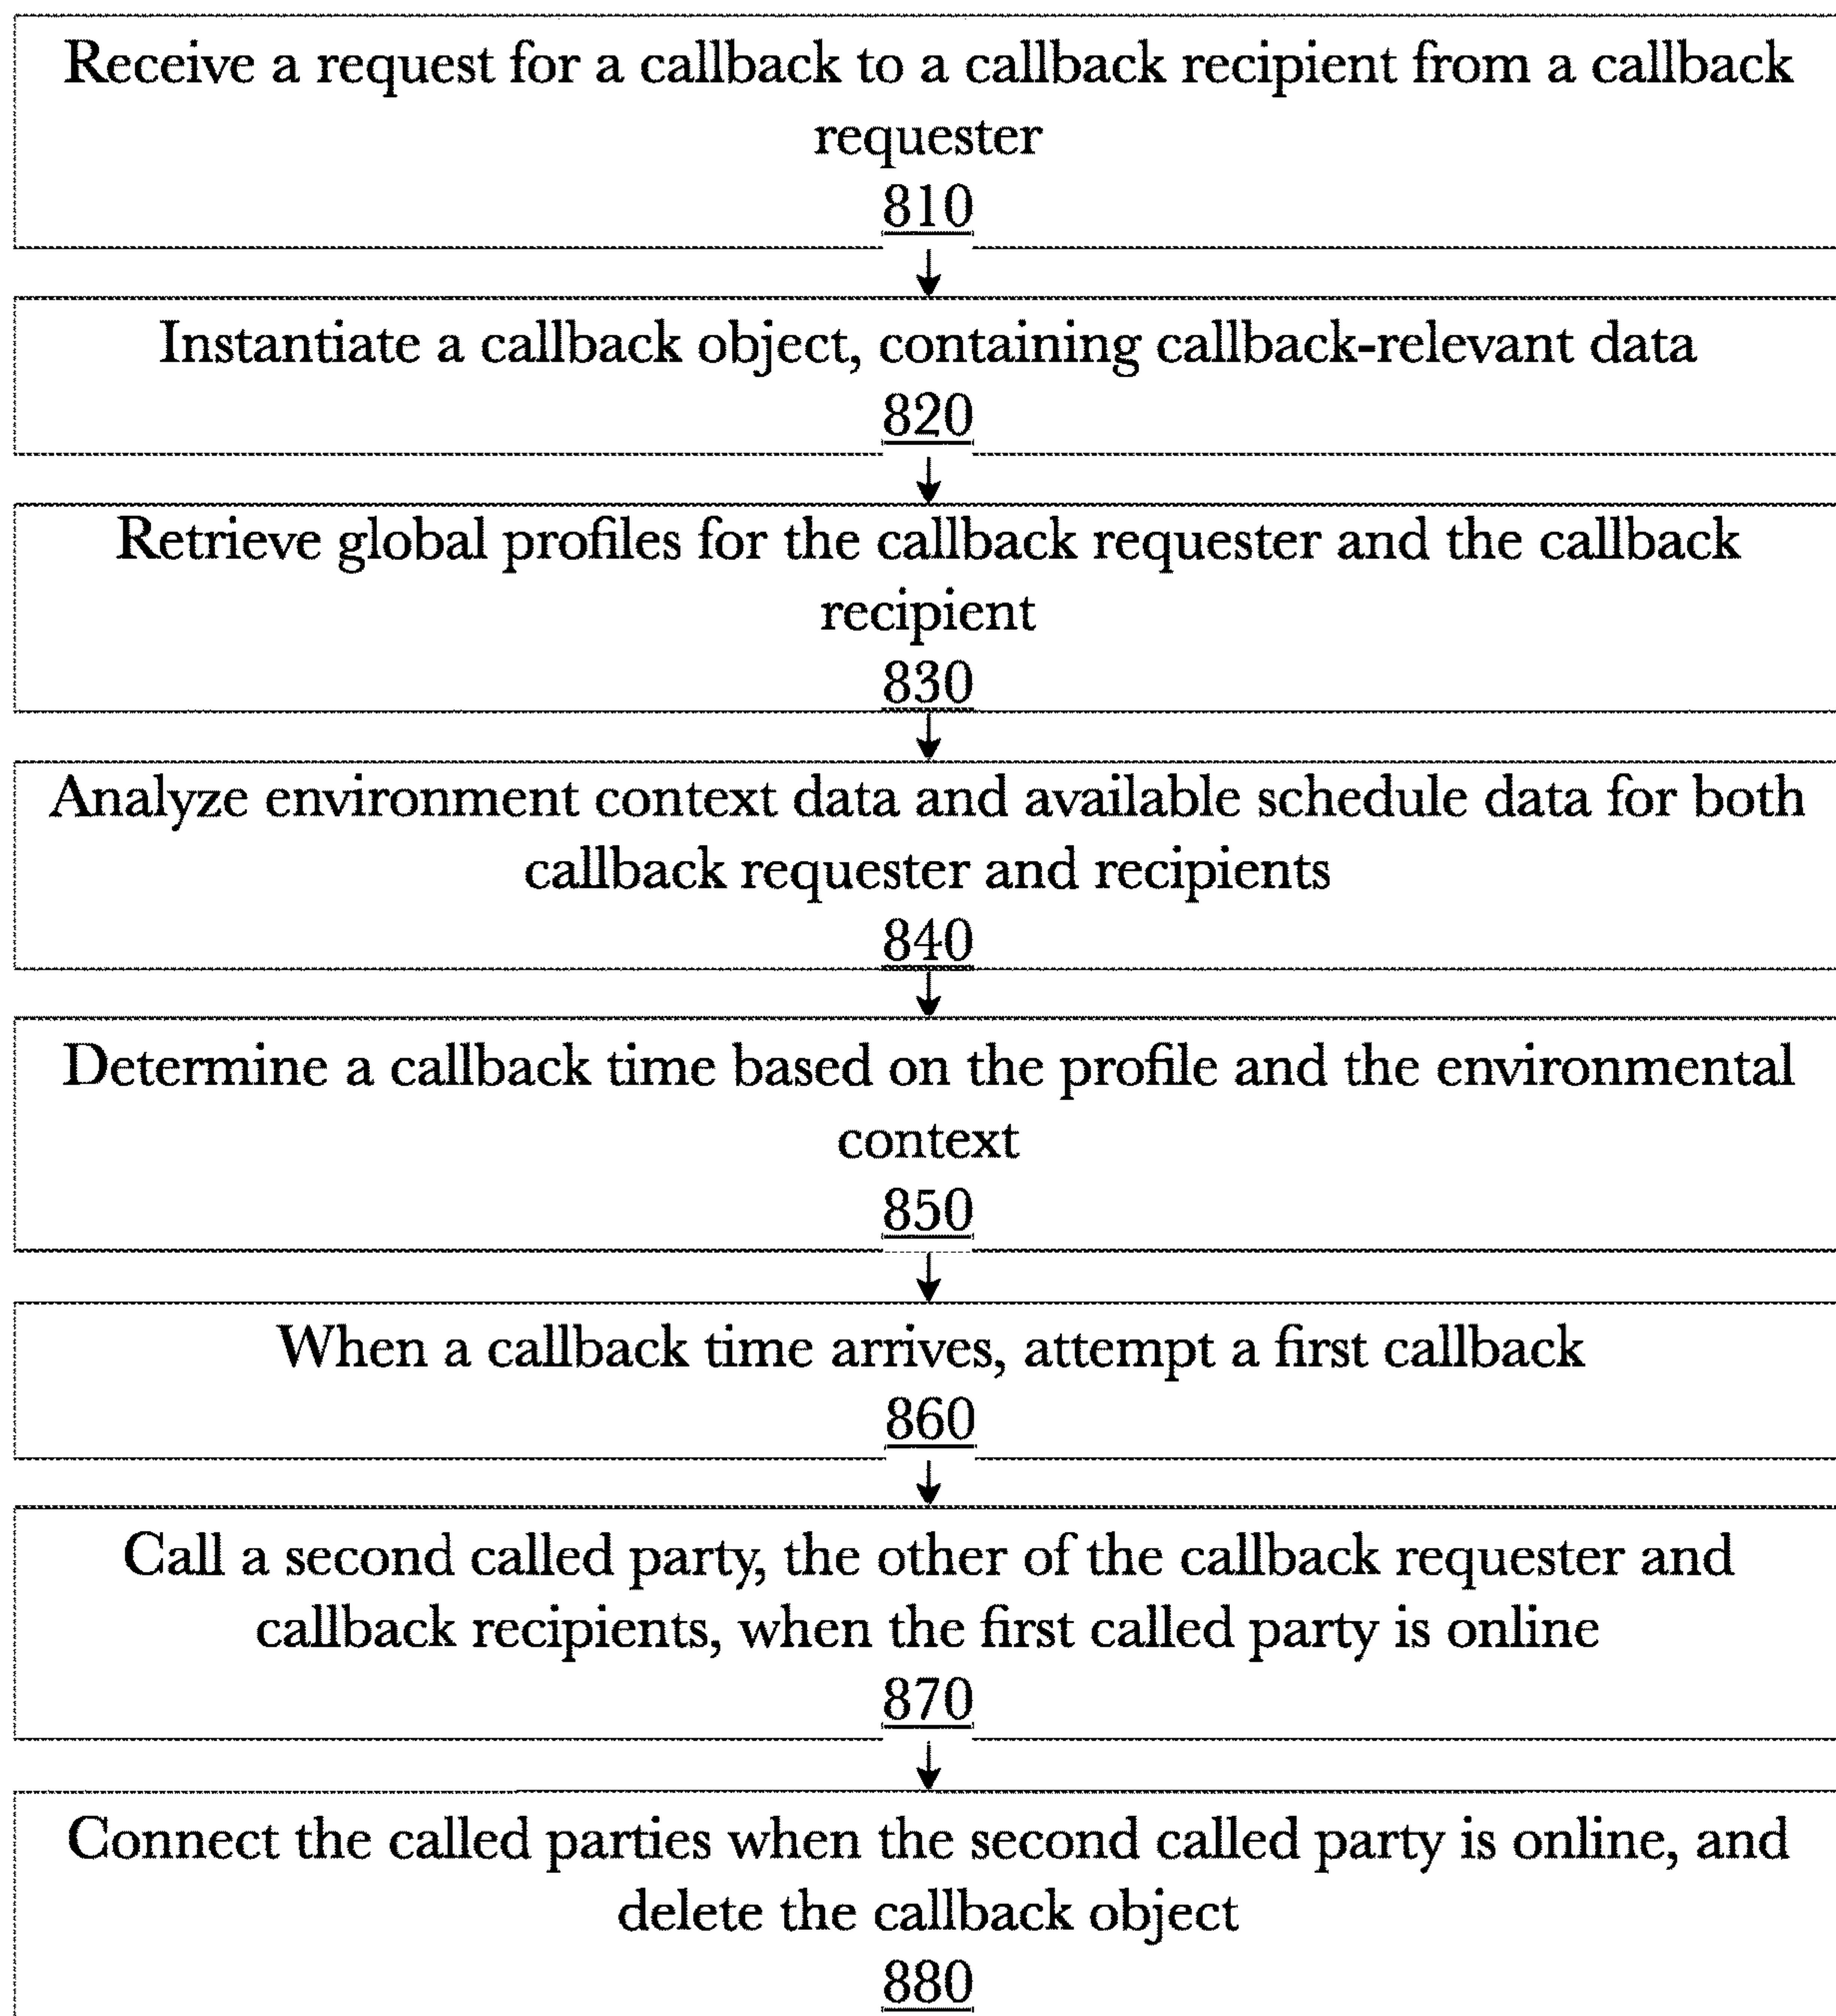 Receive a request for a callback to a callback recipient from a callback
requester
810
Instantiate a callback object, containing callback-relevant data
820
Retrieve global profiles for the callback requester and the callback
recipient
830
Analyze environment context data and available schedule data for both
callback requester and recipients
840
Determine a callback time based on the profile and the environmental
context
850
When a callback time arrives, attempt a first callback
860
Call a second called party, the other of the callback requester and
callback recipients, when the first called party is online
870
Connect the called parties when the second called party is online, and
delete the callback object
880